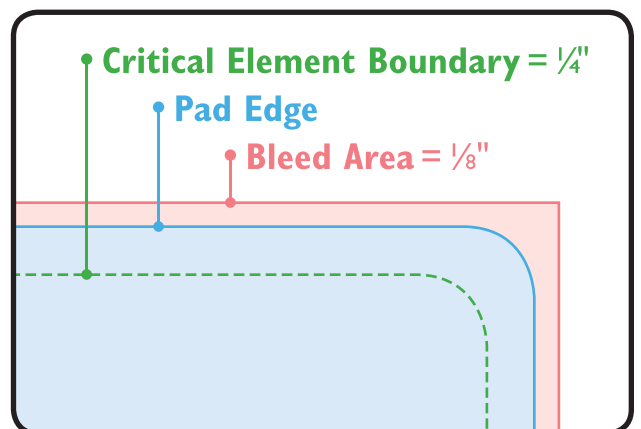 Critical Element Boundary = ¼"
Pad Edge
Bleed Area = ⅛"